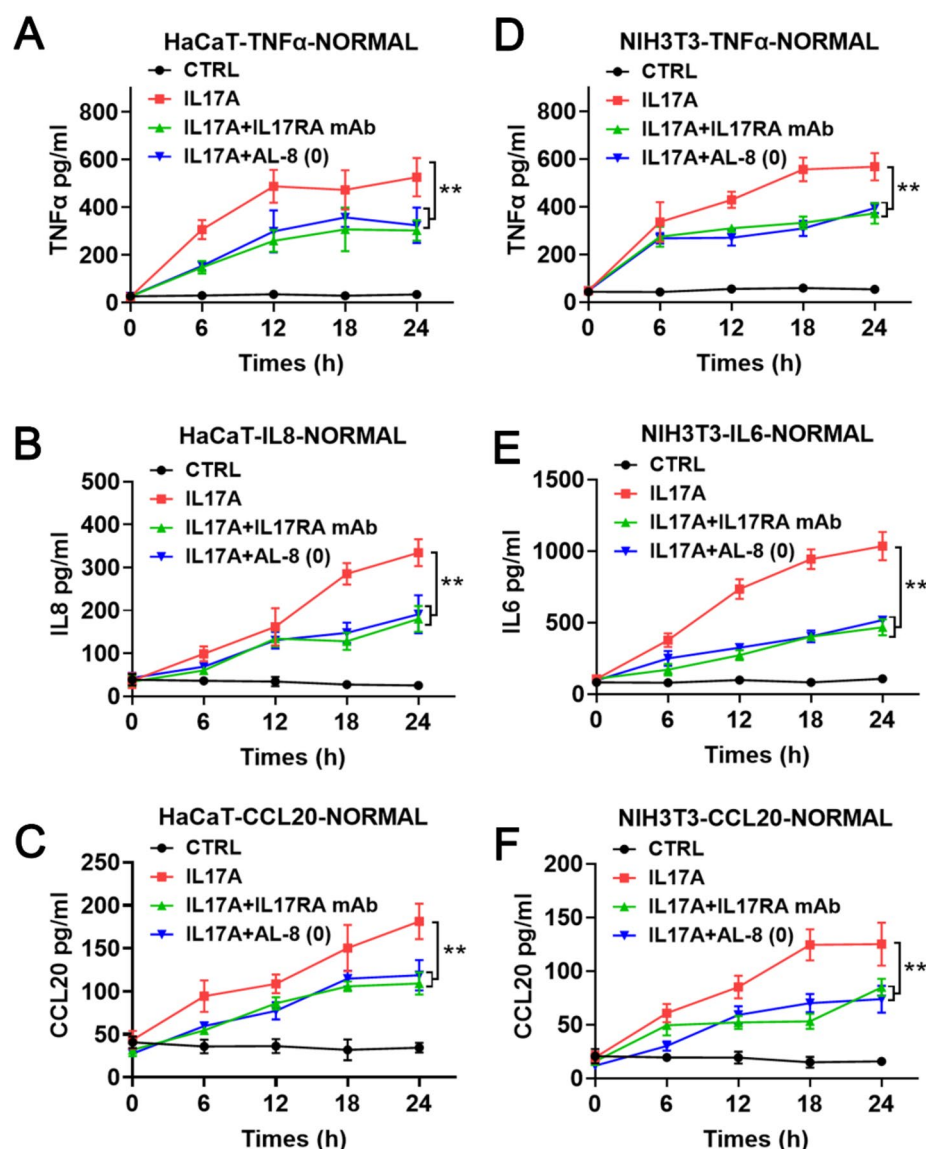 A
HaCaT-TNFα-NORMAL
CTRL
IL17A
IL17A+IL17RA mAb
IL17A+AL-8 (0)
TNFα pg/ml
800
600
400
200
0
**
0 6 12 18 24
Times (h)
D
NIH3T3-TNFα-NORMAL
CTRL
IL17A
IL17A+IL17RA mAb
IL17A+AL-8 (0)
TNFα pg/ml
800
600
400
200
0
**
0 6 12 18 24
Times (h)
B
HaCaT-IL8-NORMAL
CTRL
IL17A
IL17A+IL17RA mAb
IL17A+AL-8 (0)
IL8 pg/ml
500
400
300
200
100
0
**
0 6 12 18 24
Times (h)
E
NIH3T3-IL6-NORMAL
CTRL
IL17A
IL17A+IL17RA mAb
IL17A+AL-8 (0)
IL6 pg/ml
1500
1000
500
0
**
0 6 12 18 24
Times (h)
C
HaCaT-CCL20-NORMAL
CTRL
IL17A
IL17A+IL17RA mAb
IL17A+AL-8 (0)
CCL20 pg/ml
250
200
150
100
50
0
**
0 6 12 18 24
Times (h)
F
NIH3T3-CCL20-NORMAL
CTRL
IL17A
IL17A+IL17RA mAb
IL17A+AL-8 (0)
CCL20 pg/ml
200
150
100
50
0
**
0 6 12 18 24
Times (h)